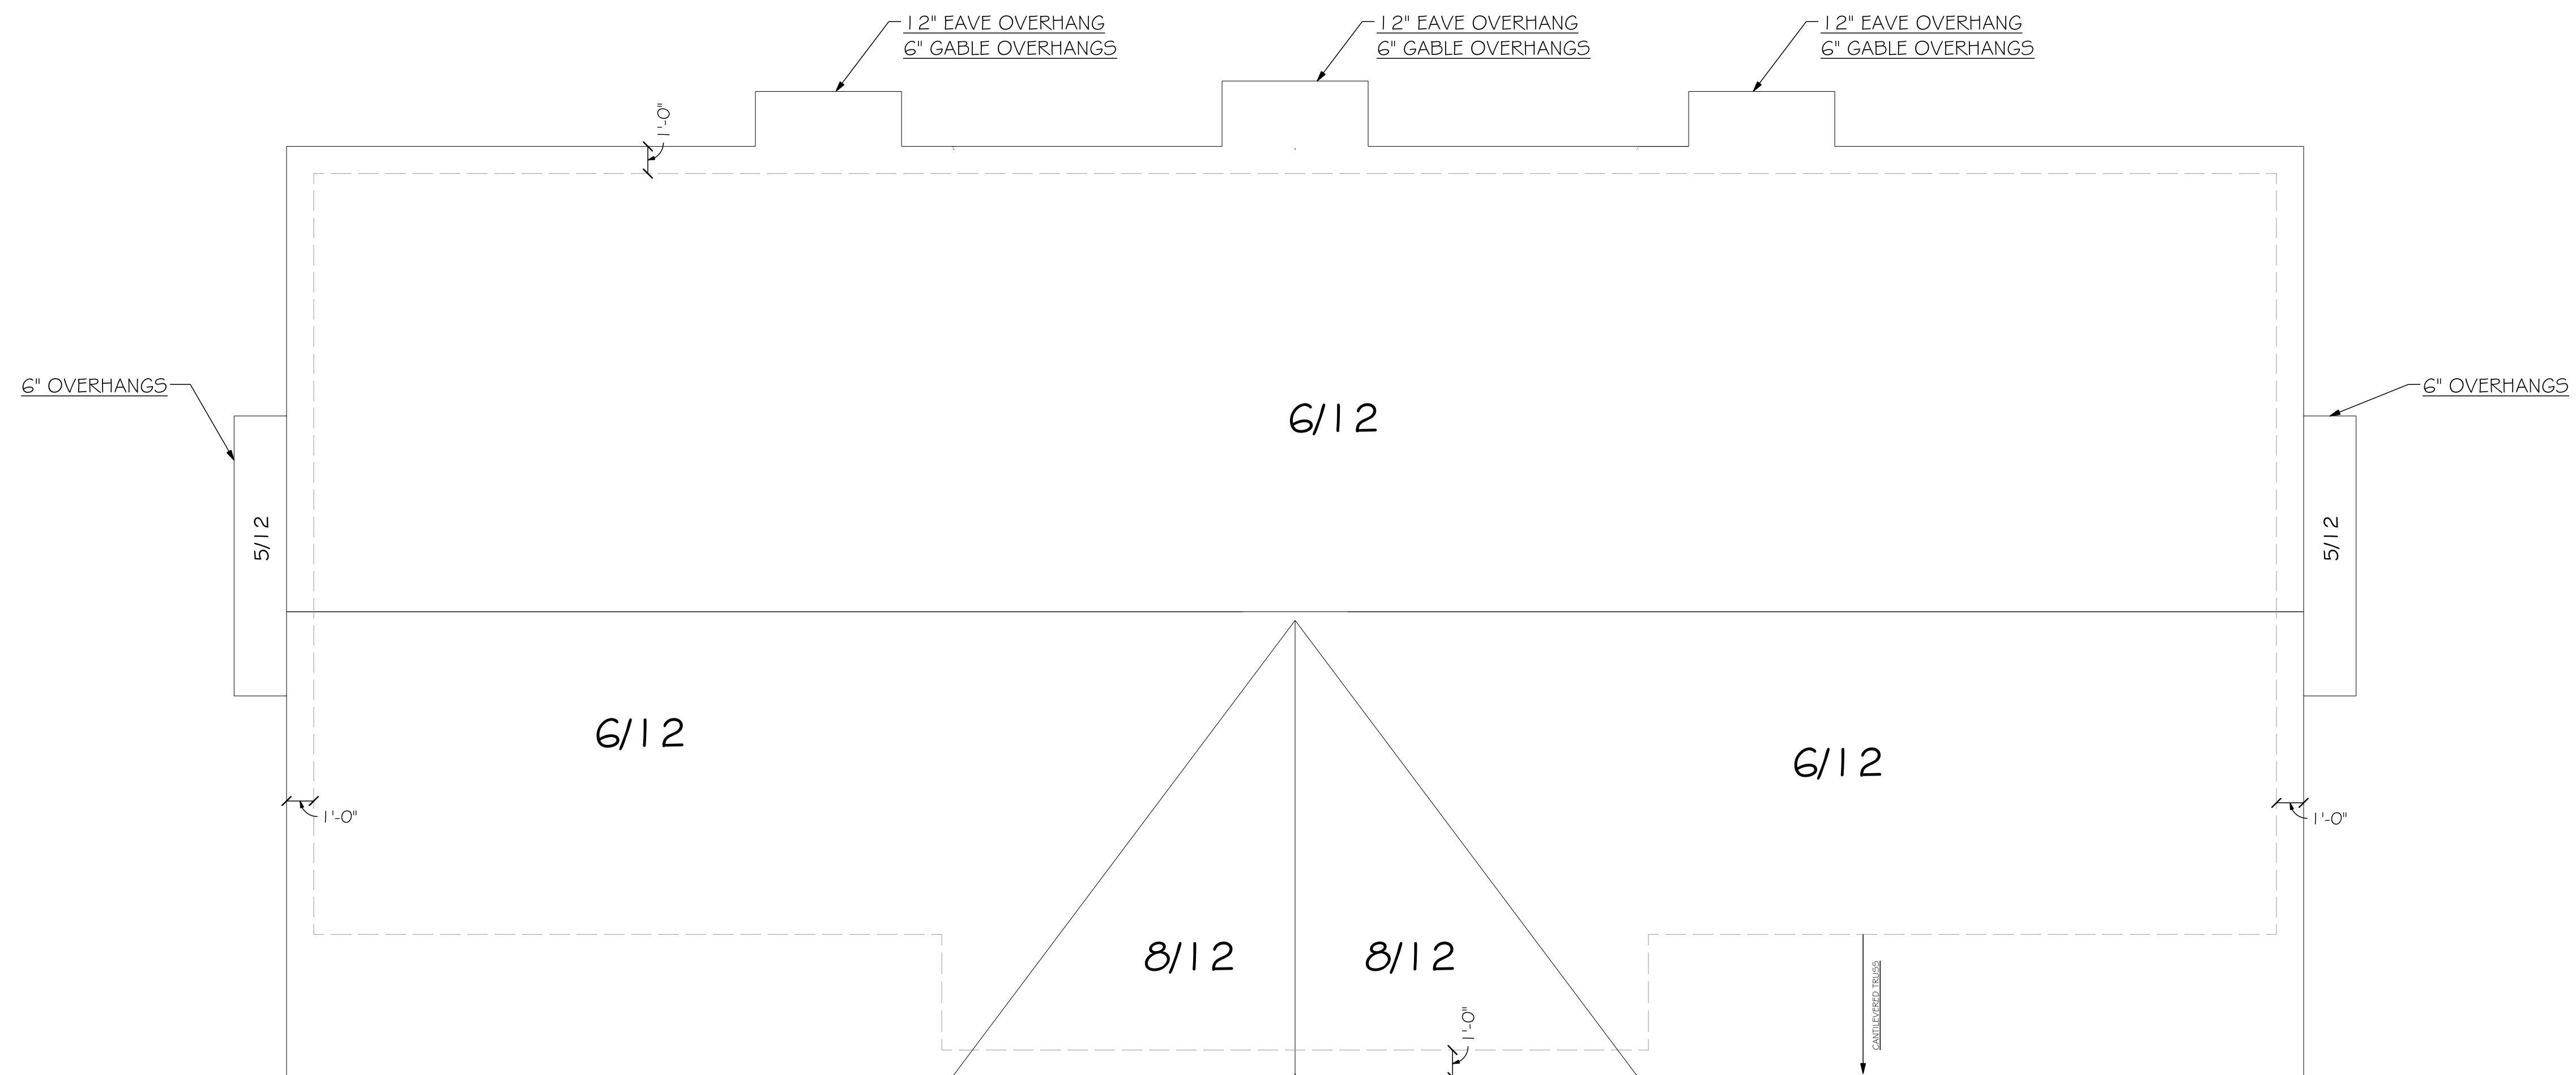 12" EAVE OVERHANG
6" GABLE OVERHANGS
12" EAVE OVERHANG
6" GABLE OVERHANGS
12" EAVE OVERHANG
6" GABLE OVERHANGS
1'-0"
6" OVERHANGS
6" OVERHANGS
6/12
5/12
5/12
6/12
6/12
1'-0"
1'-0"
8/12
8/12
1'-0"
CANTILEVERED TRUSS